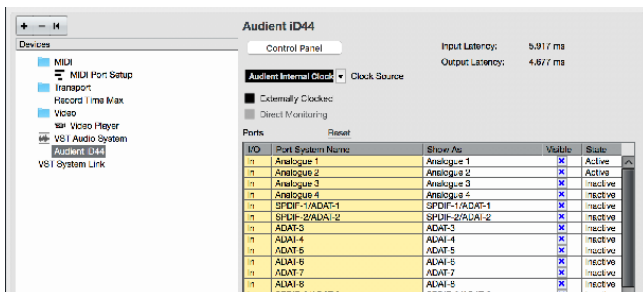 + − |◀
Devices
MIDI
MIDI Port Setup
Transport
Record Time Max
Video
Video Player
VST Audio System
Audient iD44
VST System Link
Audient iD44
Control Panel
Input Latency: 5.917 ms
Output Latency: 4.677 ms
Audient Internal Clock Clock Source
Externally Clocked
Direct Monitoring
Ports Reset
I/O Port System Name Show As Visible State
In Analogue 1 Analogue 1 X Active
In Analogue 2 Analogue 2 X Active
In Analogue 3 Analogue 3 X Inactive
In Analogue 4 Analogue 4 X Inactive
In SPDIF-1/ADAT-1 SPDIF-1/ADAT-1 X Inactive
In SPDIF-2/ADAT-2 SPDIF-2/ADAT-2 X Inactive
In ADAT-3 ADAT-3 X Inactive
In ADAT-4 ADAT-4 X Inactive
In ADAT-5 ADAT-5 X Inactive
In ADAT-6 ADAT-6 X Inactive
In ADAT-7 ADAT-7 X Inactive
In ADAT-8 ADAT-8 X Inactive